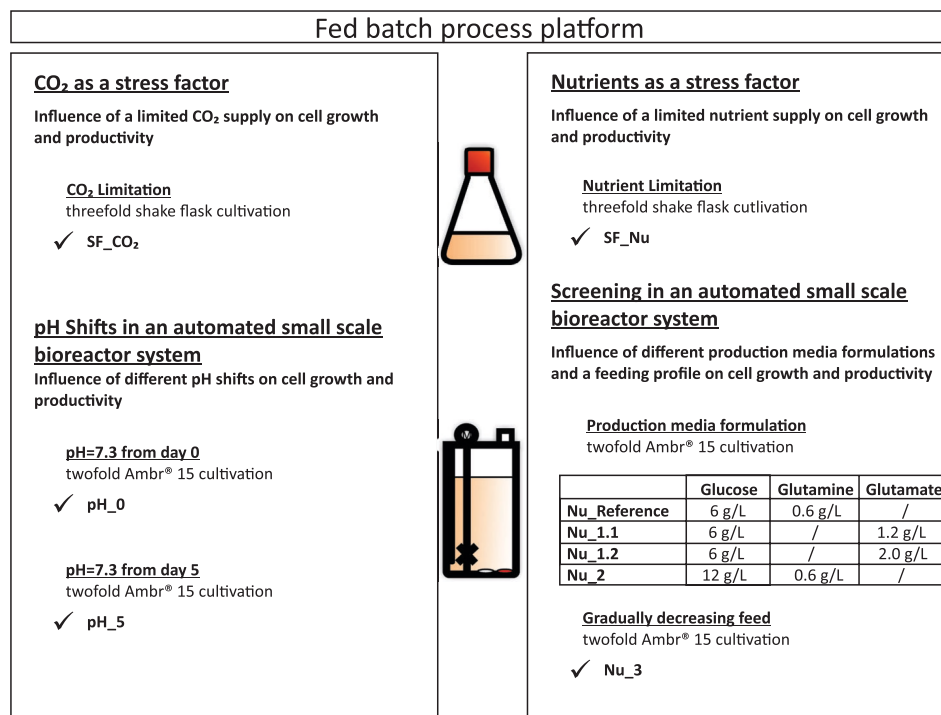 Fed batch process platform
CO₂ as a stress factor
Influence of a limited CO₂ supply on cell growth
and productivity
CO₂ Limitation
threefold shake flask cultivation
✓ SF_CO₂
pH Shifts in an automated small scale
bioreactor system
Influence of different pH shifts on cell growth and
productivity
pH=7.3 from day 0
twofold Ambr® 15 cultivation
✓ pH_0
pH=7.3 from day 5
twofold Ambr® 15 cultivation
✓ pH_5
M
Nutrients as a stress factor
Influence of a limited nutrient supply on cell growth
and productivity
Nutrient Limitation
threefold shake flask cutlivation
✓ SF_Nu
Screening in an automated small scale
bioreactor system
Influence of different production media formulations
and a feeding profile on cell growth and productivity
Production media formulation
twofold Ambr® 15 cultivation
Glucose Glutamine Glutamate
Nu_Reference 6 g/L 0.6 g/L /
Nu_1.1 6 g/L / 1.2 g/L
Nu_1.2 6 g/L / 2.0 g/L
Nu_2 12 g/L 0.6 g/L /
Gradually decreasing feed
twofold Ambr® 15 cultivation
✓ Nu_3